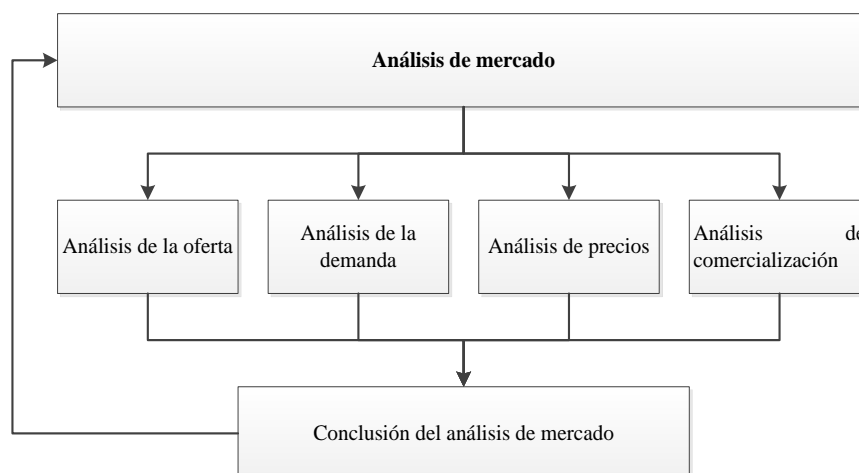 Análisis de mercado
Análisis de la oferta
Análisis de la
demanda
Análisis de precios
Análisis de
comercialización
Conclusión del análisis de mercado